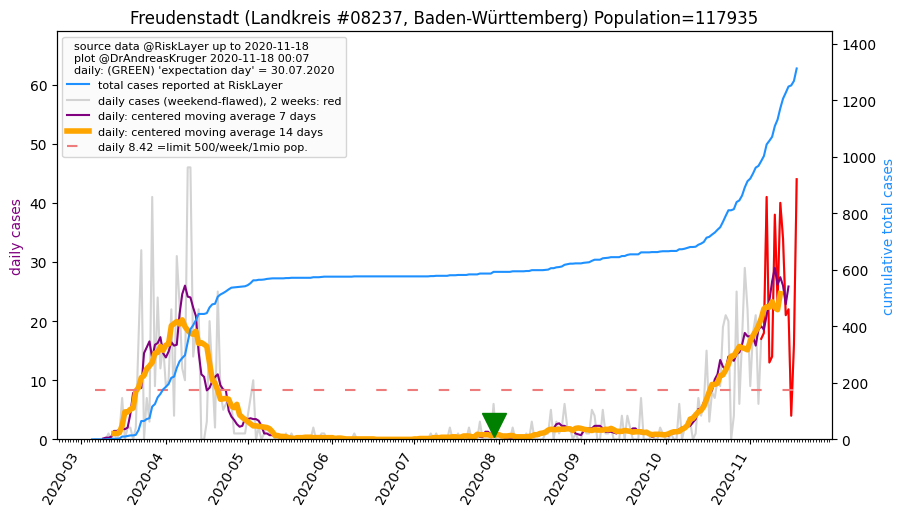 Freudenstadt (Landkreis #08237, Baden-Württemberg) Population=117935
source data @RiskLayer up to 2020-11-18
plot @DrAndreasKruger 2020-11-18 00:07
daily: (GREEN) 'expectation day' = 30.07.2020
total cases reported at RiskLayer
daily cases (weekend-flawed), 2 weeks: red
daily: centered moving average 7 days
daily: centered moving average 14 days
daily 8.42 =limit 500/week/1mio pop.
daily cases
60
50
40
30
20
10
0
1400
1200
1000
800
600
400
200
0
cumulative total cases
2020-03
2020-04
2020-05
2020-06
2020-07
2020-08
2020-09
2020-10
2020-11